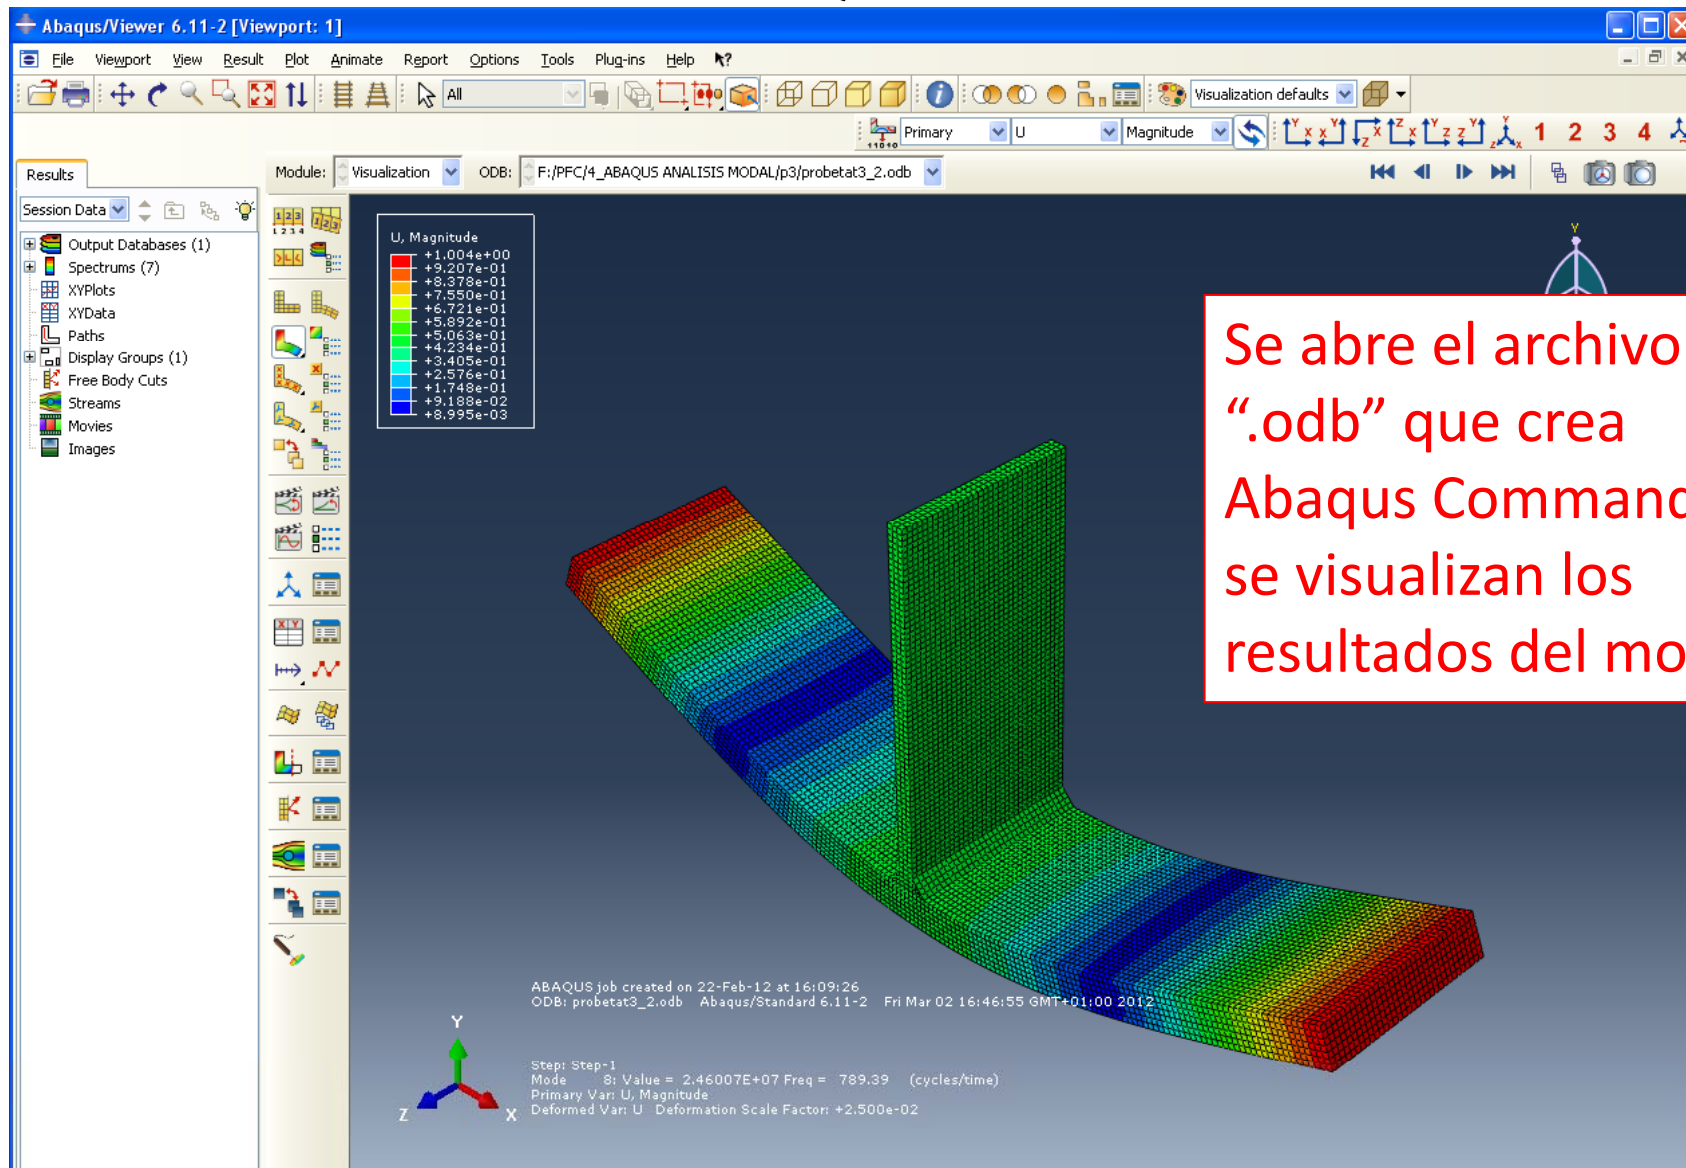 Abaqus/Viewer 6.11-2 [Viewport: 1]
File Viewport View Result Plot Animate Report Options Tools Plug-ins Help
All
Visualization defaults
Primary U Magnitude
1 2 3 4
Results
Module: Visualization ODB: F:/PFC/4_ABAQUS ANALISIS MODAL/p3/probetat3_2.odb
Session Data
Output Databases (1)
Spectrums (7)
XYPlots
XYData
Paths
Display Groups (1)
Free Body Cuts
Streams
Movies
Images
U, Magnitude
+1.004e+00
+9.207e-01
+8.378e-01
+7.550e-01
+6.721e-01
+5.892e-01
+5.063e-01
+4.234e-01
+3.405e-01
+2.576e-01
+1.748e-01
+9.188e-02
+8.995e-03
Y
Se abre el archivo
“.odb” que crea
Abaqus Command
se visualizan los
resultados del mo
ABAQUS job created on 22-Feb-12 at 16:09:26
ODB: probetat3_2.odb Abaqus/Standard 6.11-2 Fri Mar 02 16:46:55 GMT+01:00 2012
Y
Z
X
Step: Step-1
Mode 8: Value = 2.46007E+07 Freq = 789.39 (cycles/time)
Primary Var: U, Magnitude
Deformed Var: U Deformation Scale Factor: +2.500e-02